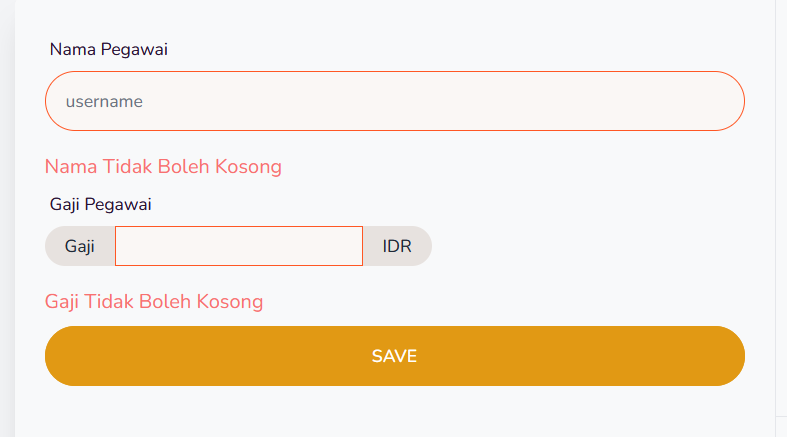 Nama Pegawai
username
Nama Tidak Boleh Kosong
Gaji Pegawai
Gaji IDR
Gaji Tidak Boleh Kosong
SAVE